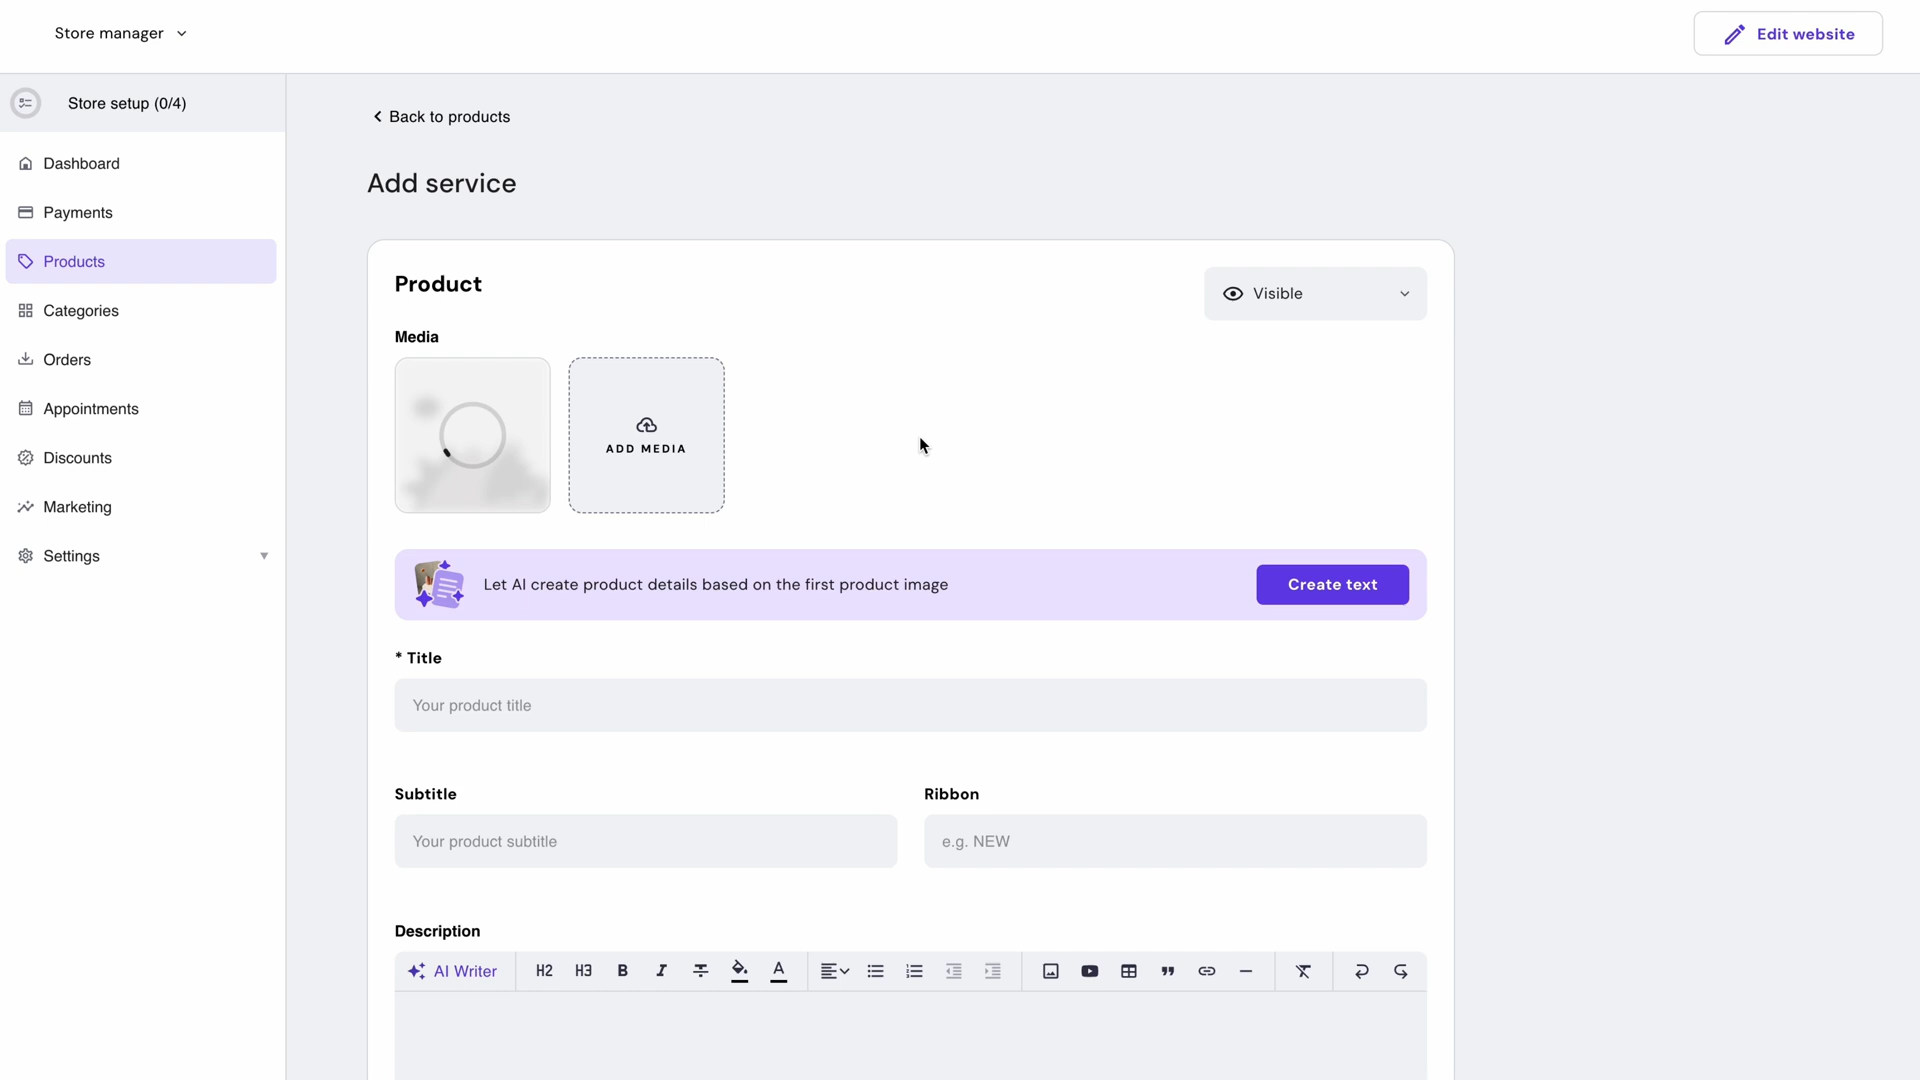 Store manager
Edit website
Store setup (0/4)
Dashboard
Payments
Products
Categories
Orders
Appointments
Discounts
Marketing
Settings
Back to products
Add service
Product
Visible
Media
ADD MEDIA
Let AI create product details based on the first product image
Create text
* Title
Your product title
Subtitle
Ribbon
Your product subtitle
e.g. NEW
Description
AI Writer
H2
H3
B
I
A